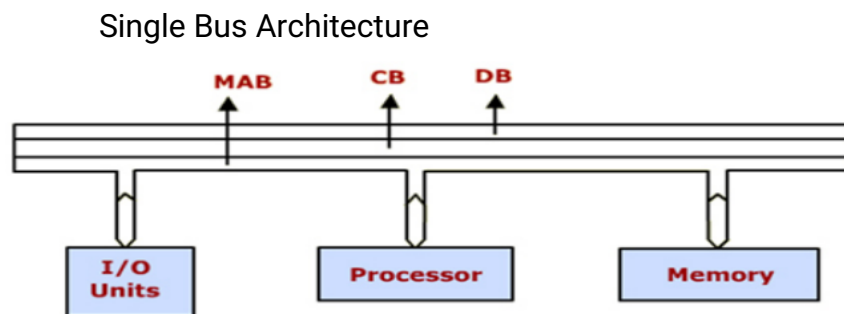 Single Bus Architecture
MAB
CB
DB
I/O
Units
Processor
Memory